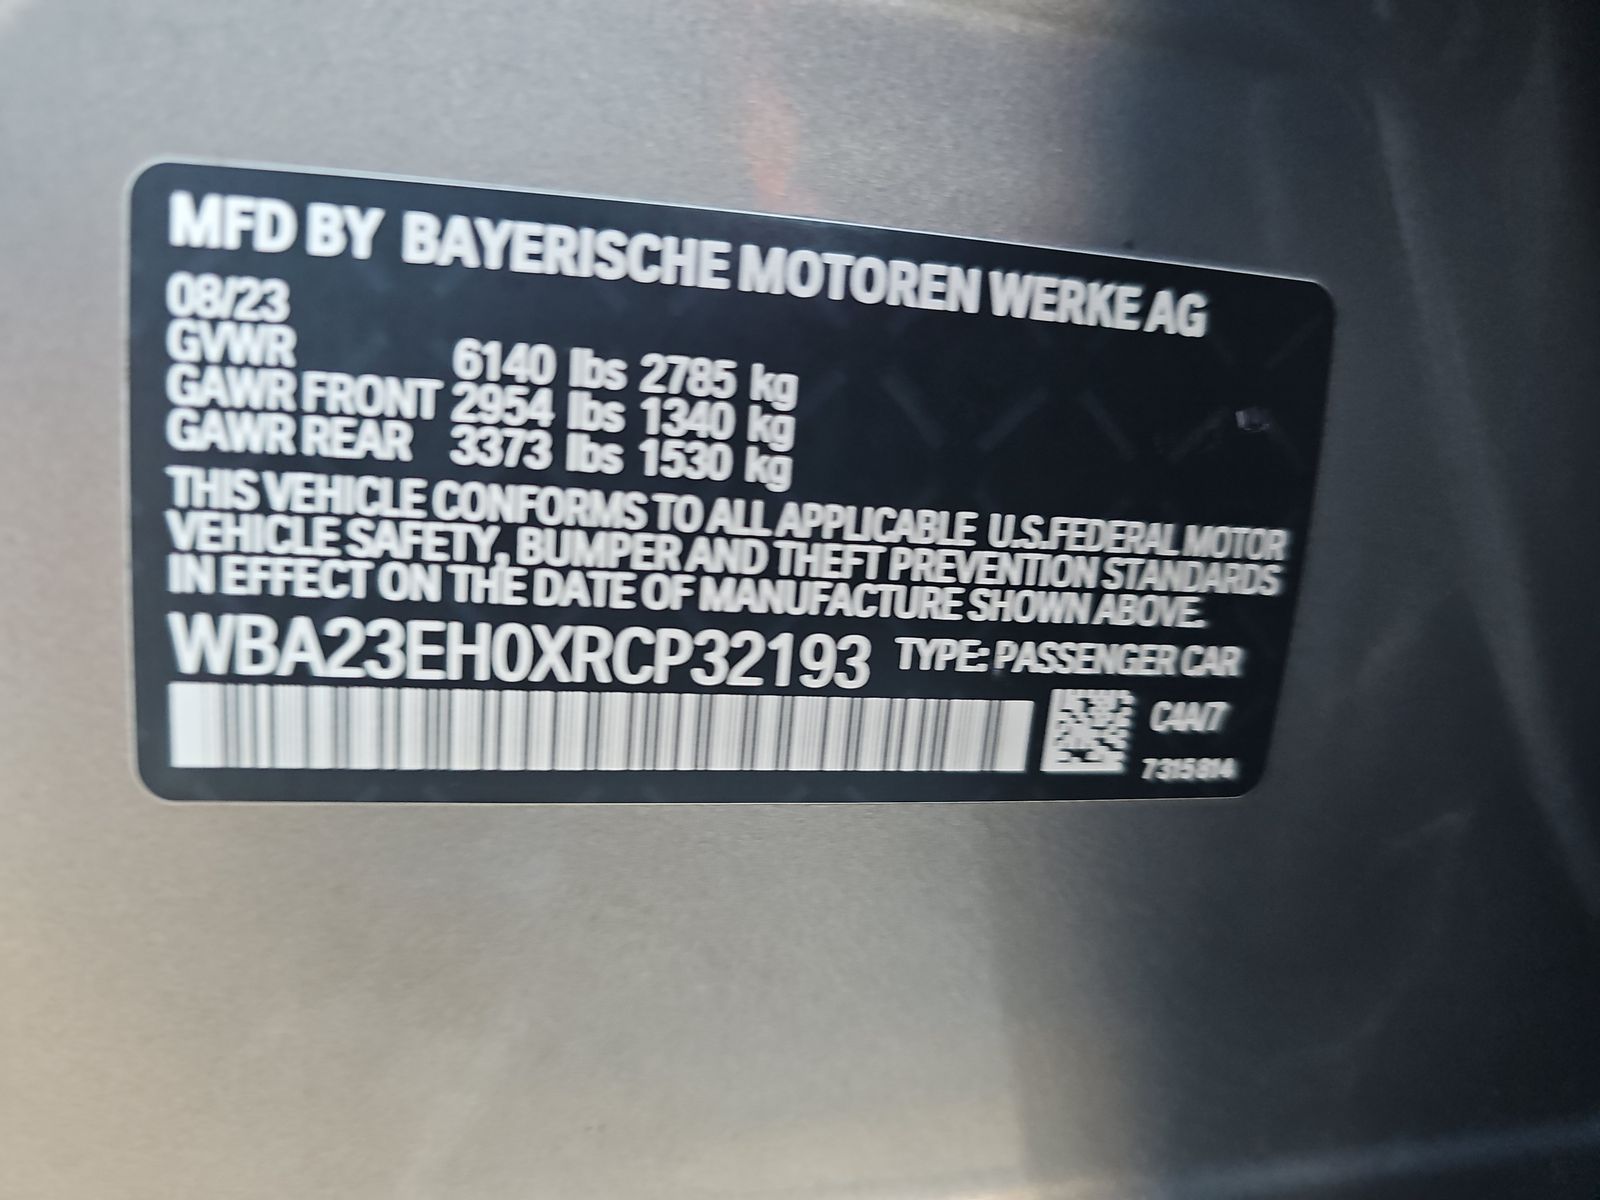 MFD BY BAYERISCHE MOTOREN WERKE AG
08/23
GVWR 6140 lbs 2785 kg
GAWR FRONT 2954 lbs 1340 kg
GAWR REAR 3373 lbs 1530 kg
THIS VEHICLE CONFORMS TO ALL APPLICABLE U.S.FEDERAL MOTOR
VEHICLE SAFETY, BUMPER AND THEFT PREVENTION STANDARDS
IN EFFECT ON THE DATE OF MANUFACTURE SHOWN ABOVE.
WBA23EH0XRCP32193 TYPE: PASSENGER CAR
C4A/7
7315814